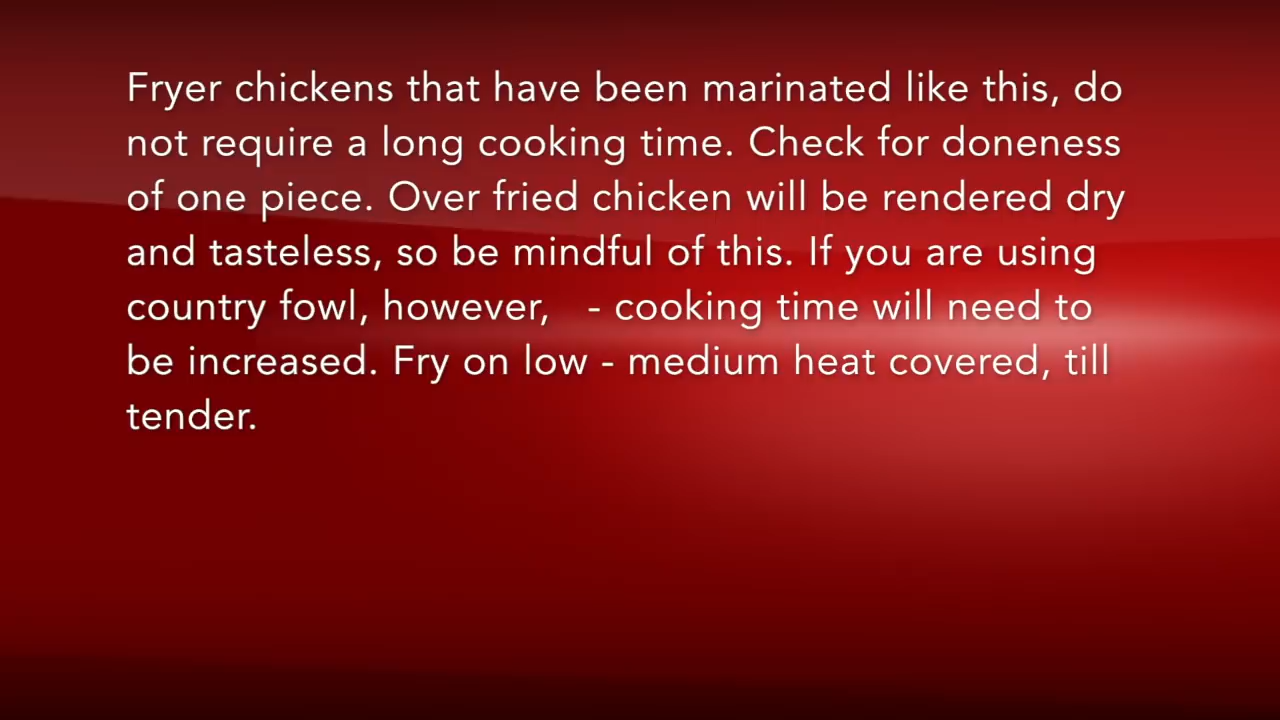 Fryer chickens that have been marinated like this, do
not require a long cooking time. Check for doneness
of one piece. Over fried chicken will be rendered dry
and tasteless, so be mindful of this. If you are using
country fowl, however,   - cooking time will need to
be increased. Fry on low - medium heat covered, till
tender.